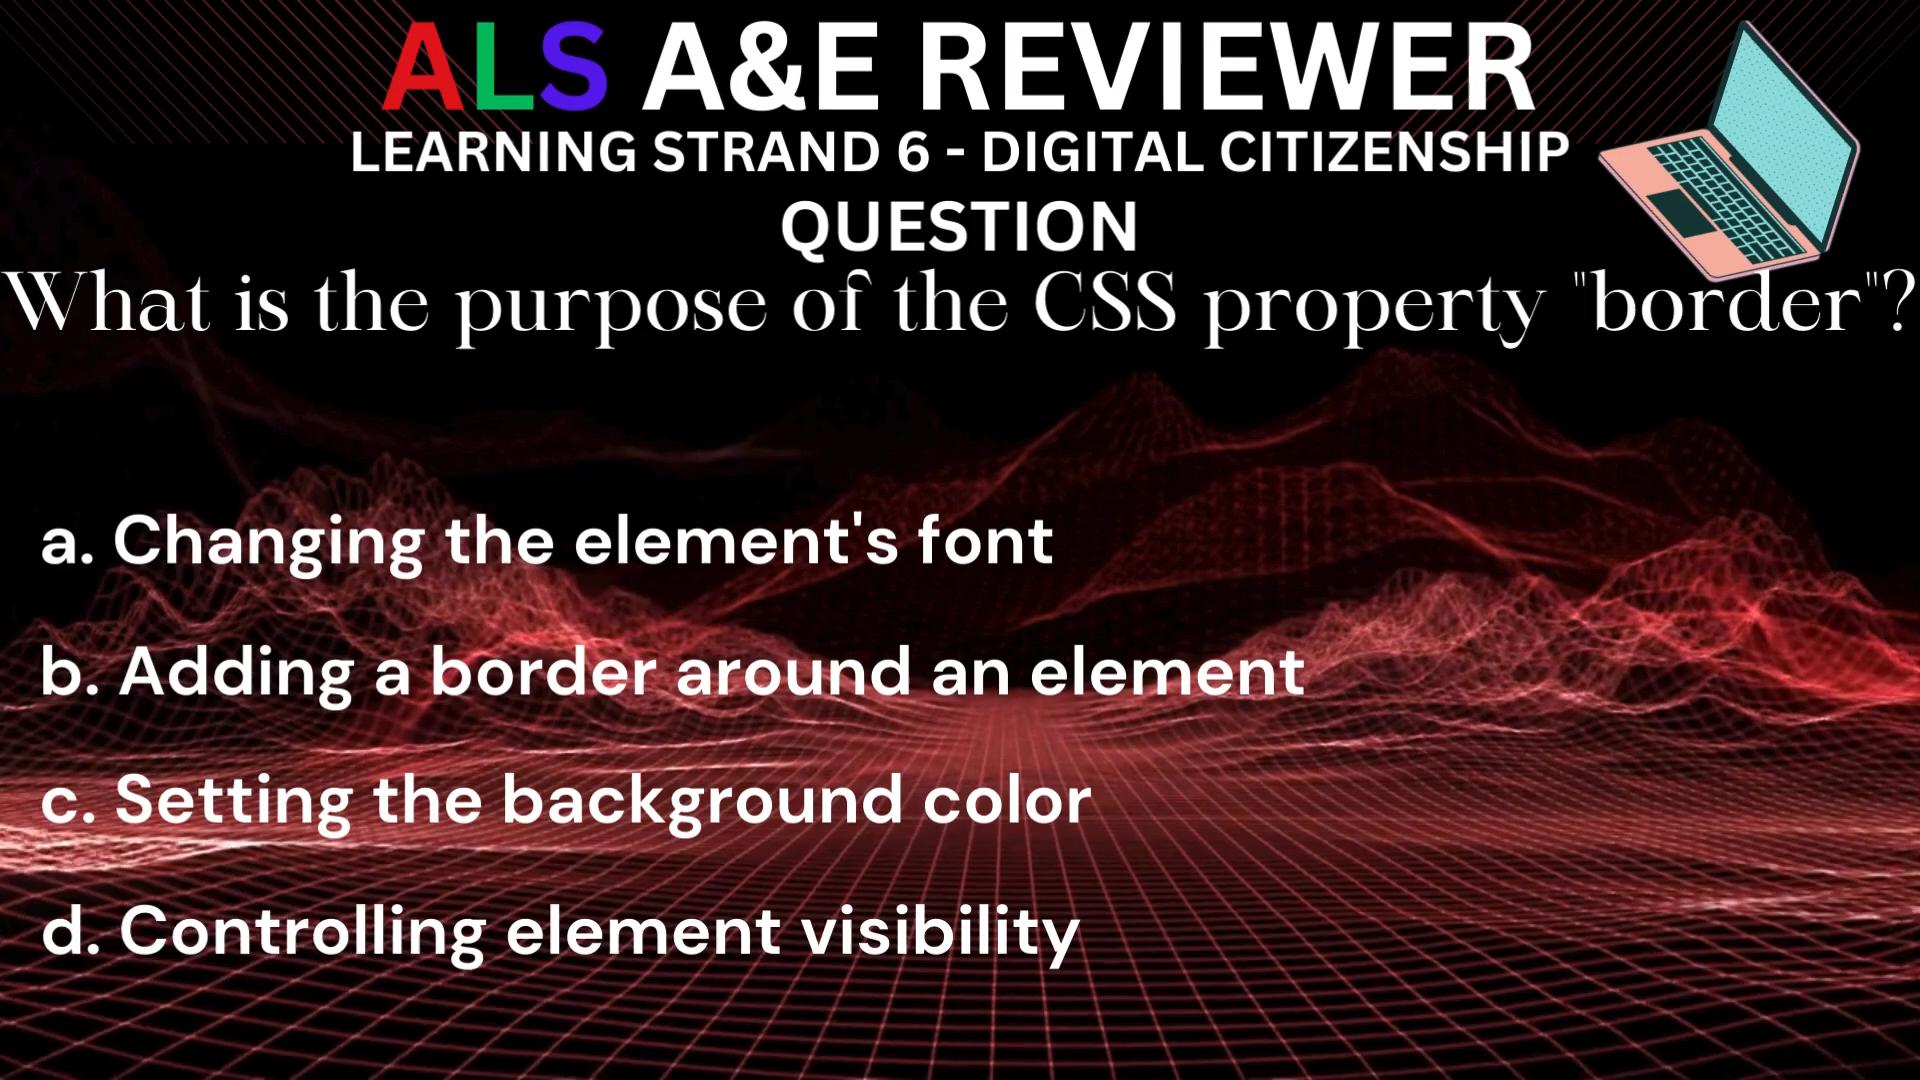 ALS A&E REVIEWER
LEARNING STRAND 6 - DIGITAL CITIZENSHIP
QUESTION
What is the purpose of the CSS property "border"?
a. Changing the element's font
b. Adding a border around an element
c. Setting the background color
d. Controlling element visibility